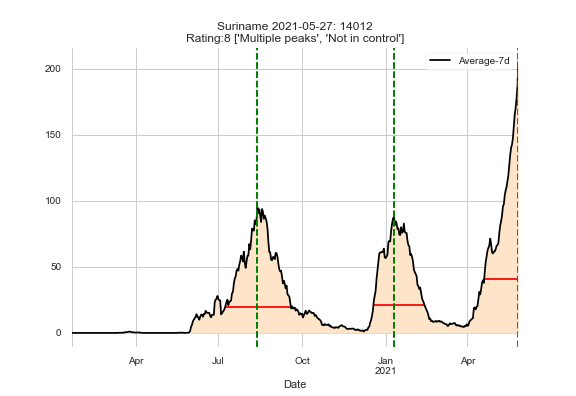 Suriname 2021-05-27: 14012
Rating:8 ['Multiple peaks', 'Not in control']
Average-7d
200
150
100
50
0
Apr
Jul
Oct
Jan
2021
Apr
Date